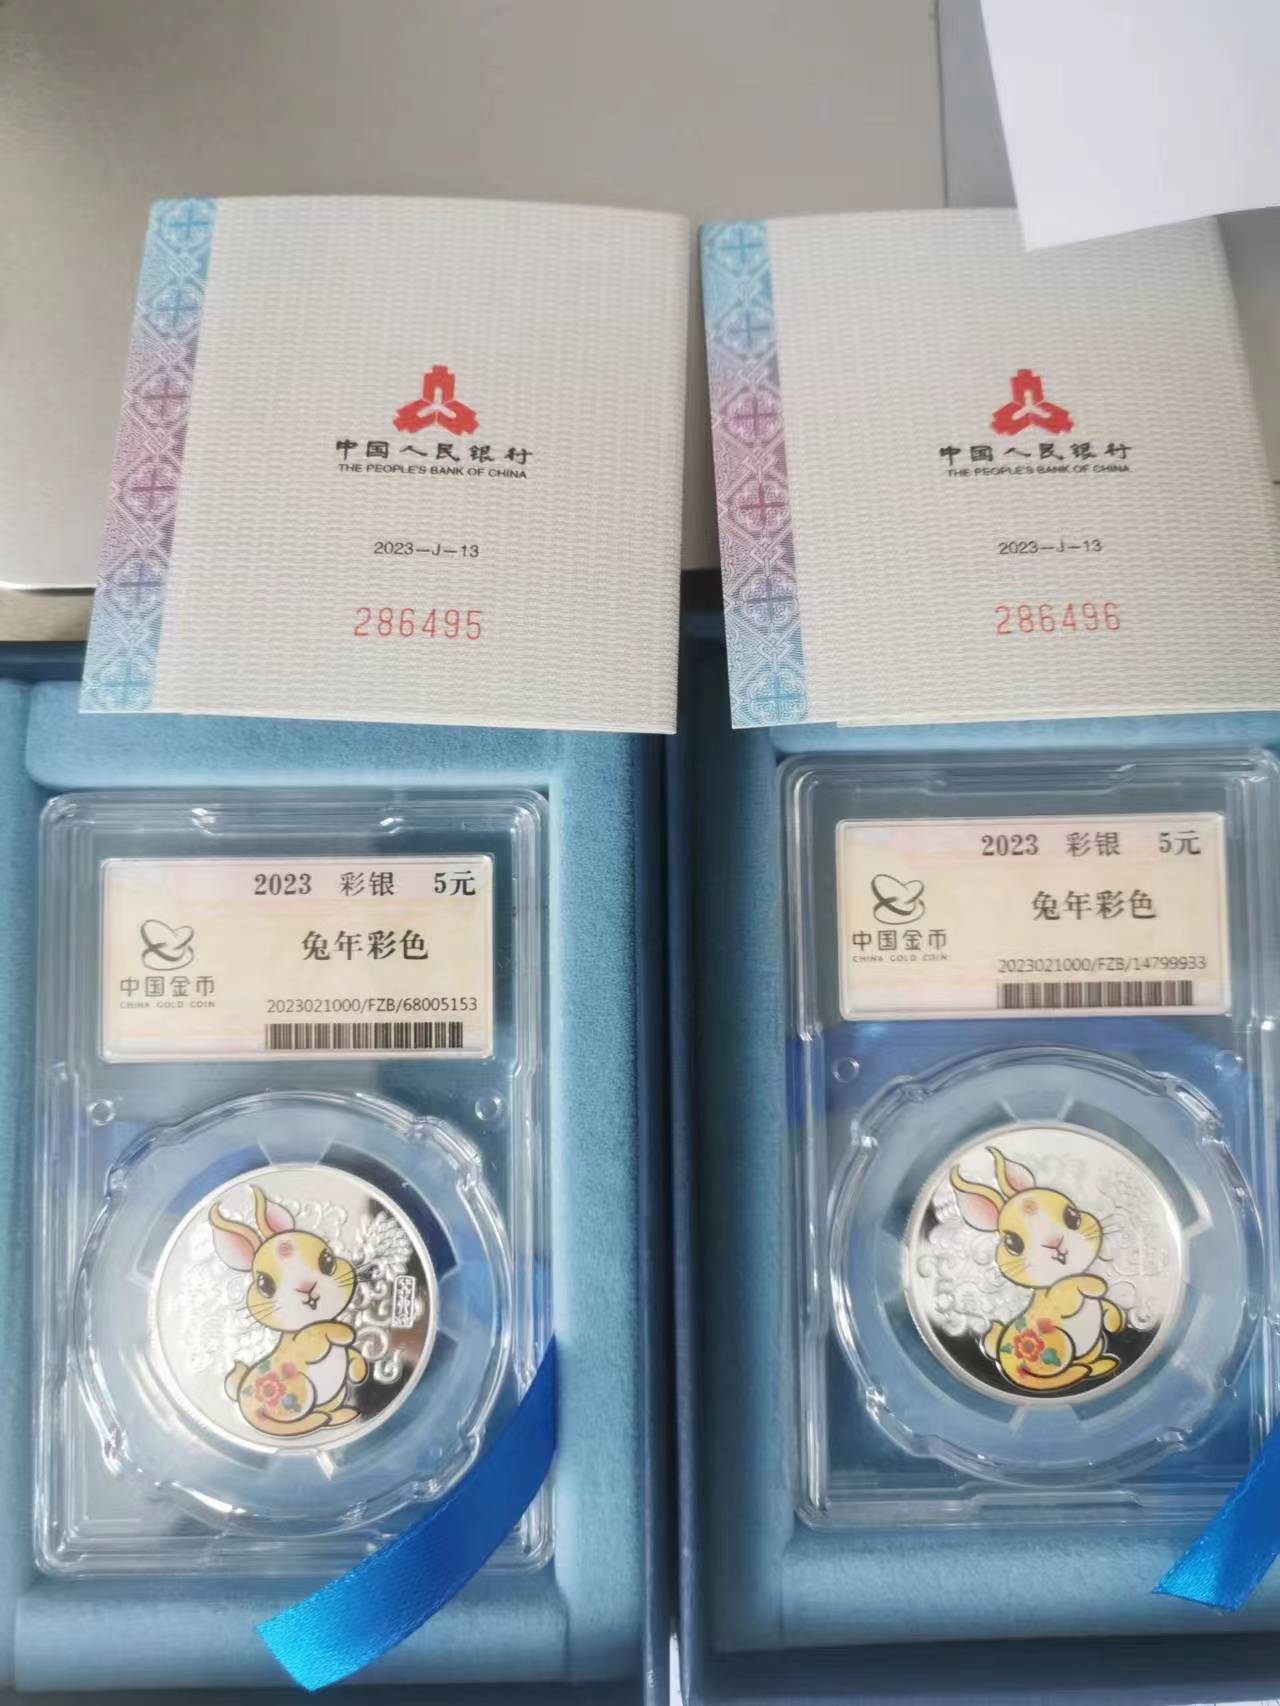 中国人民银行
THE PEOPLE'S BANK OF CHINA
2023—J—13
286495
中国人民银行
THE PEOPLE'S BANK OF CHINA
2023—J—13
286496
2023 彩银 5元
兔年彩色
中国金币
CHINA GOLD COIN
2023021000/FZB/68005153
2023 彩银 5元
兔年彩色
中国金币
CHINA GOLD COIN
2023021000/FZB/14799933